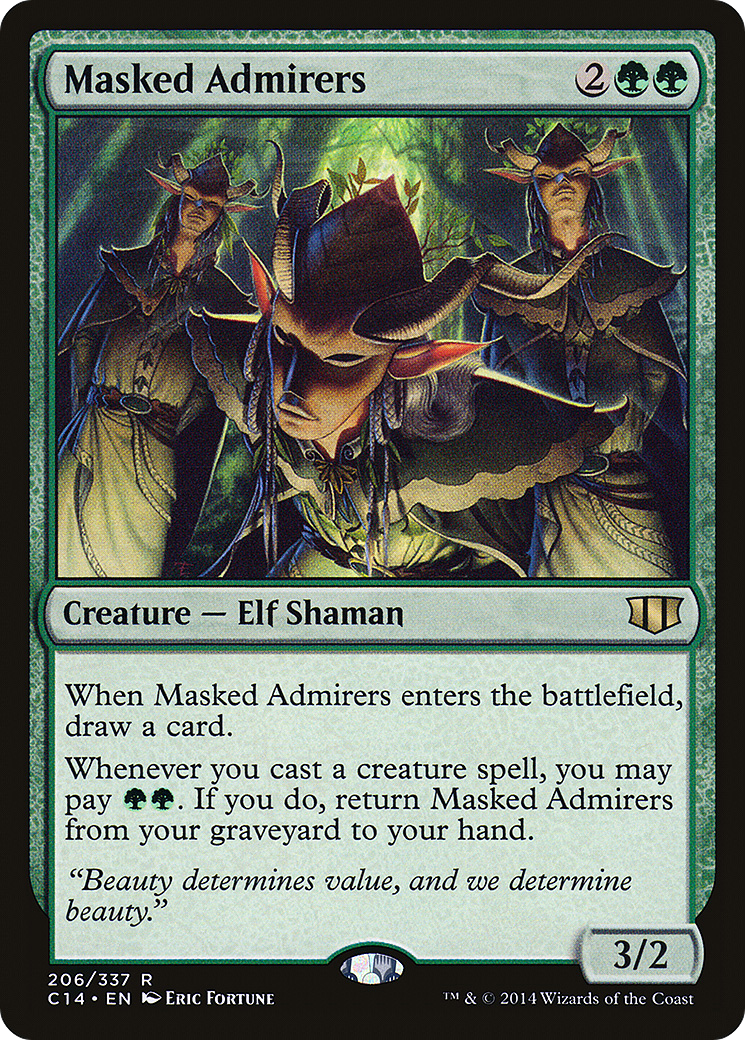 Masked Admirers 2
Creature — Elf Shaman
When Masked Admirers enters the battlefield,
draw a card.
Whenever you cast a creature spell, you may
pay . If you do, return Masked Admirers
from your graveyard to your hand.
“Beauty determines value, and we determine
beauty.”
3/2
206/337 R
C14 • EN Eric Fortune
™ & © 2014 Wizards of the Coast